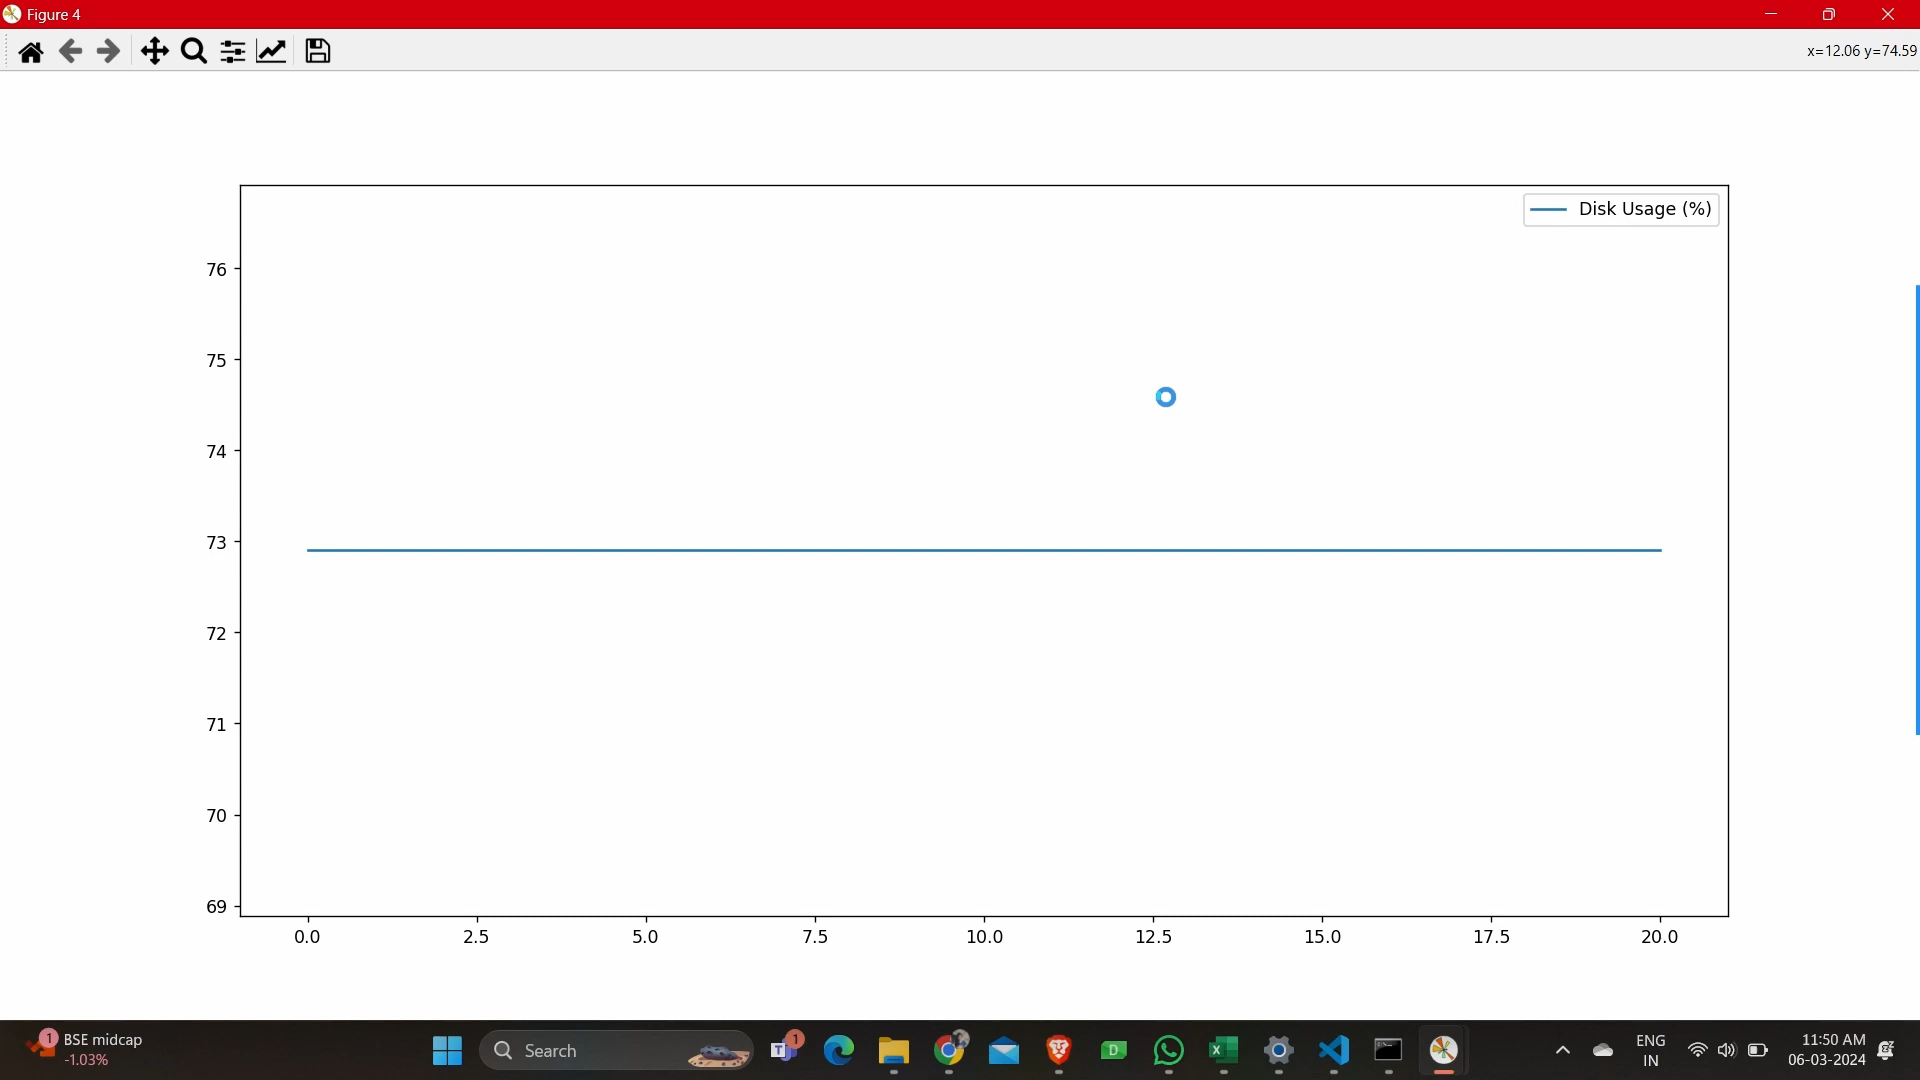 Figure 4
x=12.06 y=74.59
Disk Usage (%)
76
75
74
73
72
71
70
69
0.0 2.5 5.0 7.5 10.0 12.5 15.0 17.5 20.0
1
BSE midcap
-1.03%
Search
T
1
D
X
ENG
IN
11:50 AM
06-03-2024